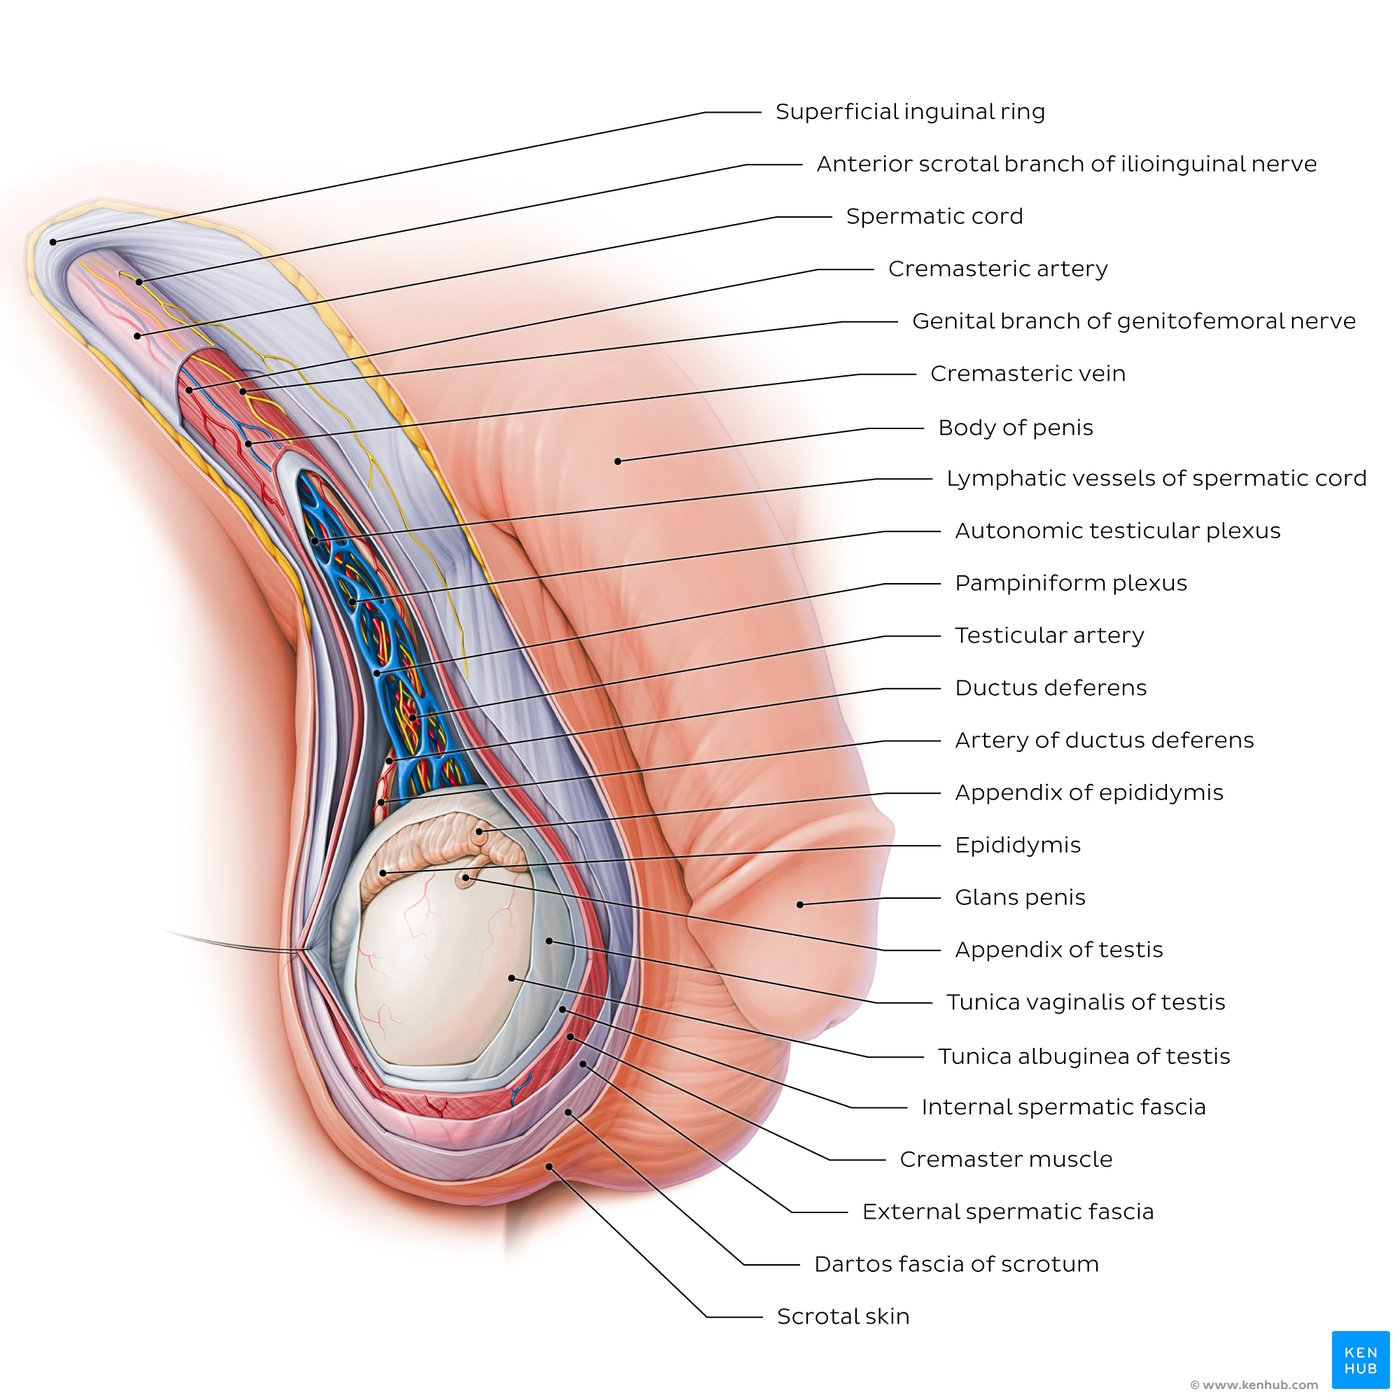 Superficial inguinal ring
Anterior scrotal branch of ilioinguinal nerve
Spermatic cord
Cremasteric artery
Genital branch of genitofemoral nerve
Cremasteric vein
Body of penis
Lymphatic vessels of spermatic cord
Autonomic testicular plexus
Pampiniform plexus
Testicular artery
Ductus deferens
Artery of ductus deferens
Appendix of epididymis
Epididymis
Glans penis
Appendix of testis
Tunica vaginalis of testis
Tunica albuginea of testis
Internal spermatic fascia
Cremaster muscle
External spermatic fascia
Dartos fascia of scrotum
Scrotal skin
KEN
HUB
© www.kenhub.com